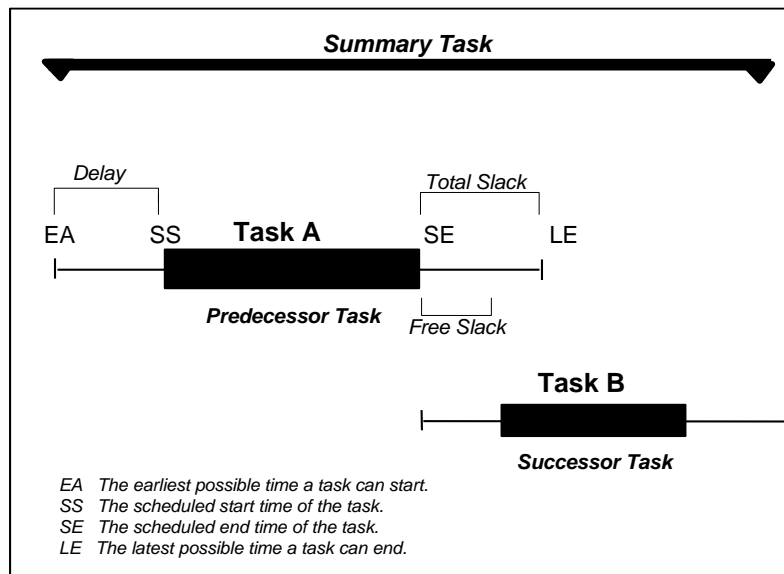 Summary Task
Delay
Total Slack
EA SS Task A SE LE
Predecessor Task
Free Slack
Task B
Successor Task
EA The earliest possible time a task can start.
SS The scheduled start time of the task.
SE The scheduled end time of the task.
LE The latest possible time a task can end.